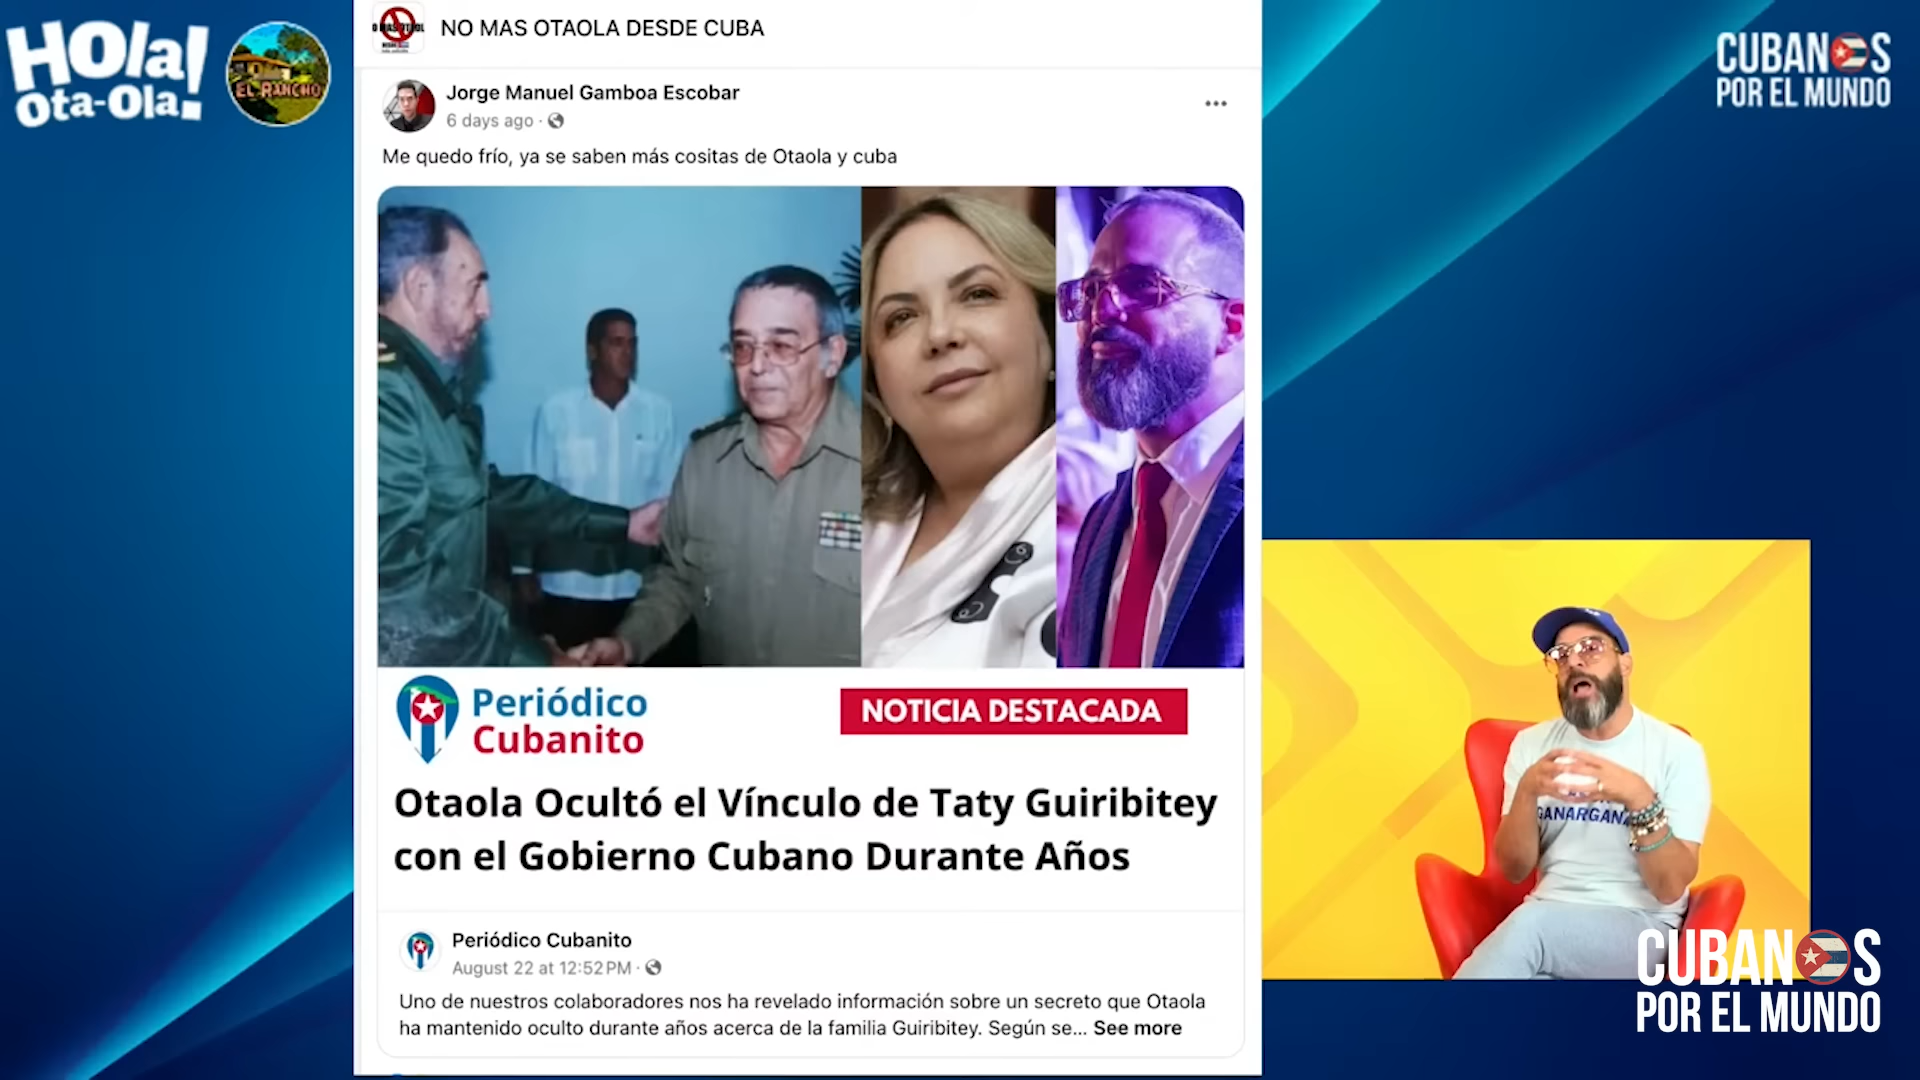 Hola!
Ota-Ola!
EL RANCHO
NO MAS OTAOLA DESDE CUBA
CUBANOS
POR EL MUNDO
Jorge Manuel Gamboa Escobar
6 days ago ·
Me quedo frío, ya se saben más cositas de Otaola y cuba
Periódico
Cubanito
NOTICIA DESTACADA
Otaola Ocultó el Vínculo de Taty Guiribitey
con el Gobierno Cubano Durante Años
Periódico Cubanito
August 22 at 12:52 PM ·
Uno de nuestros colaboradores nos ha revelado información sobre un secreto que Otaola
ha mantenido oculto durante años acerca de la familia Guiribitey. Según se... See more
CUBANOS
POR EL MUNDO